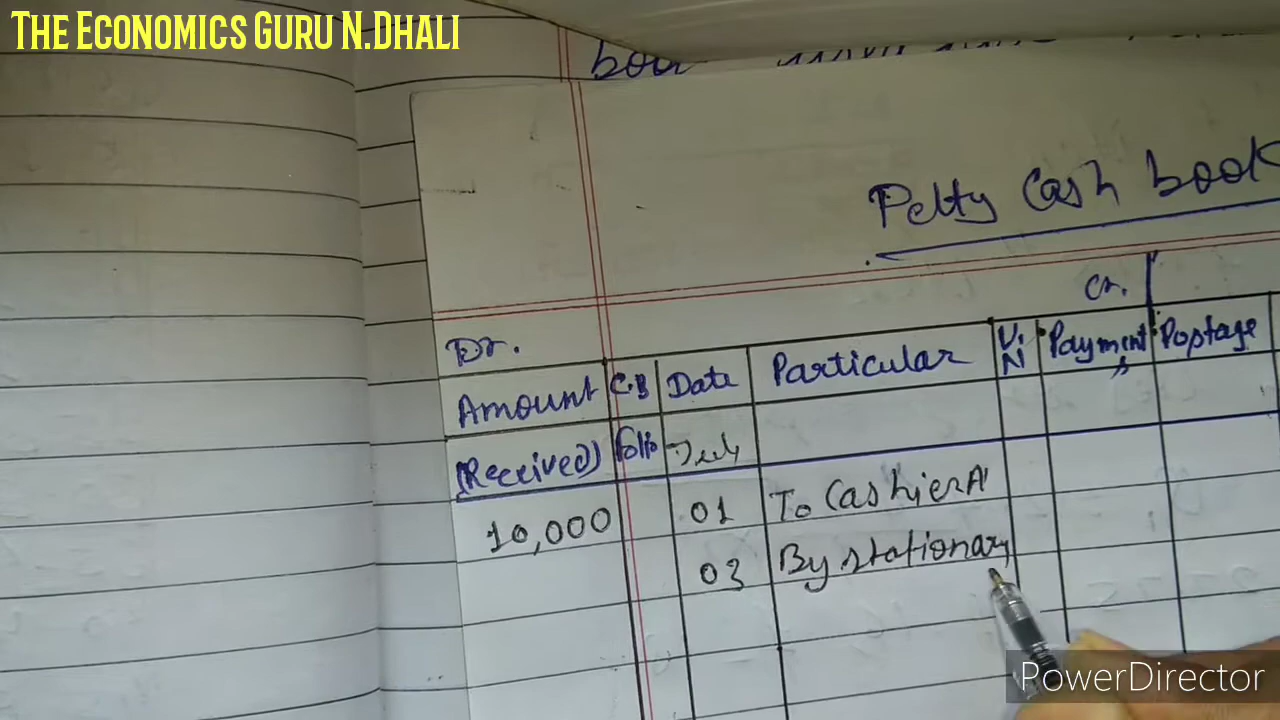 THE ECONOMICS GURU N.DHALI
Petty Cash book
Cr.
Dr.
Amount C.B Date Particular V.N Payments Postage
(Received) folio July
10,000 01 To Cashier A'
03 By stationary
PowerDirector